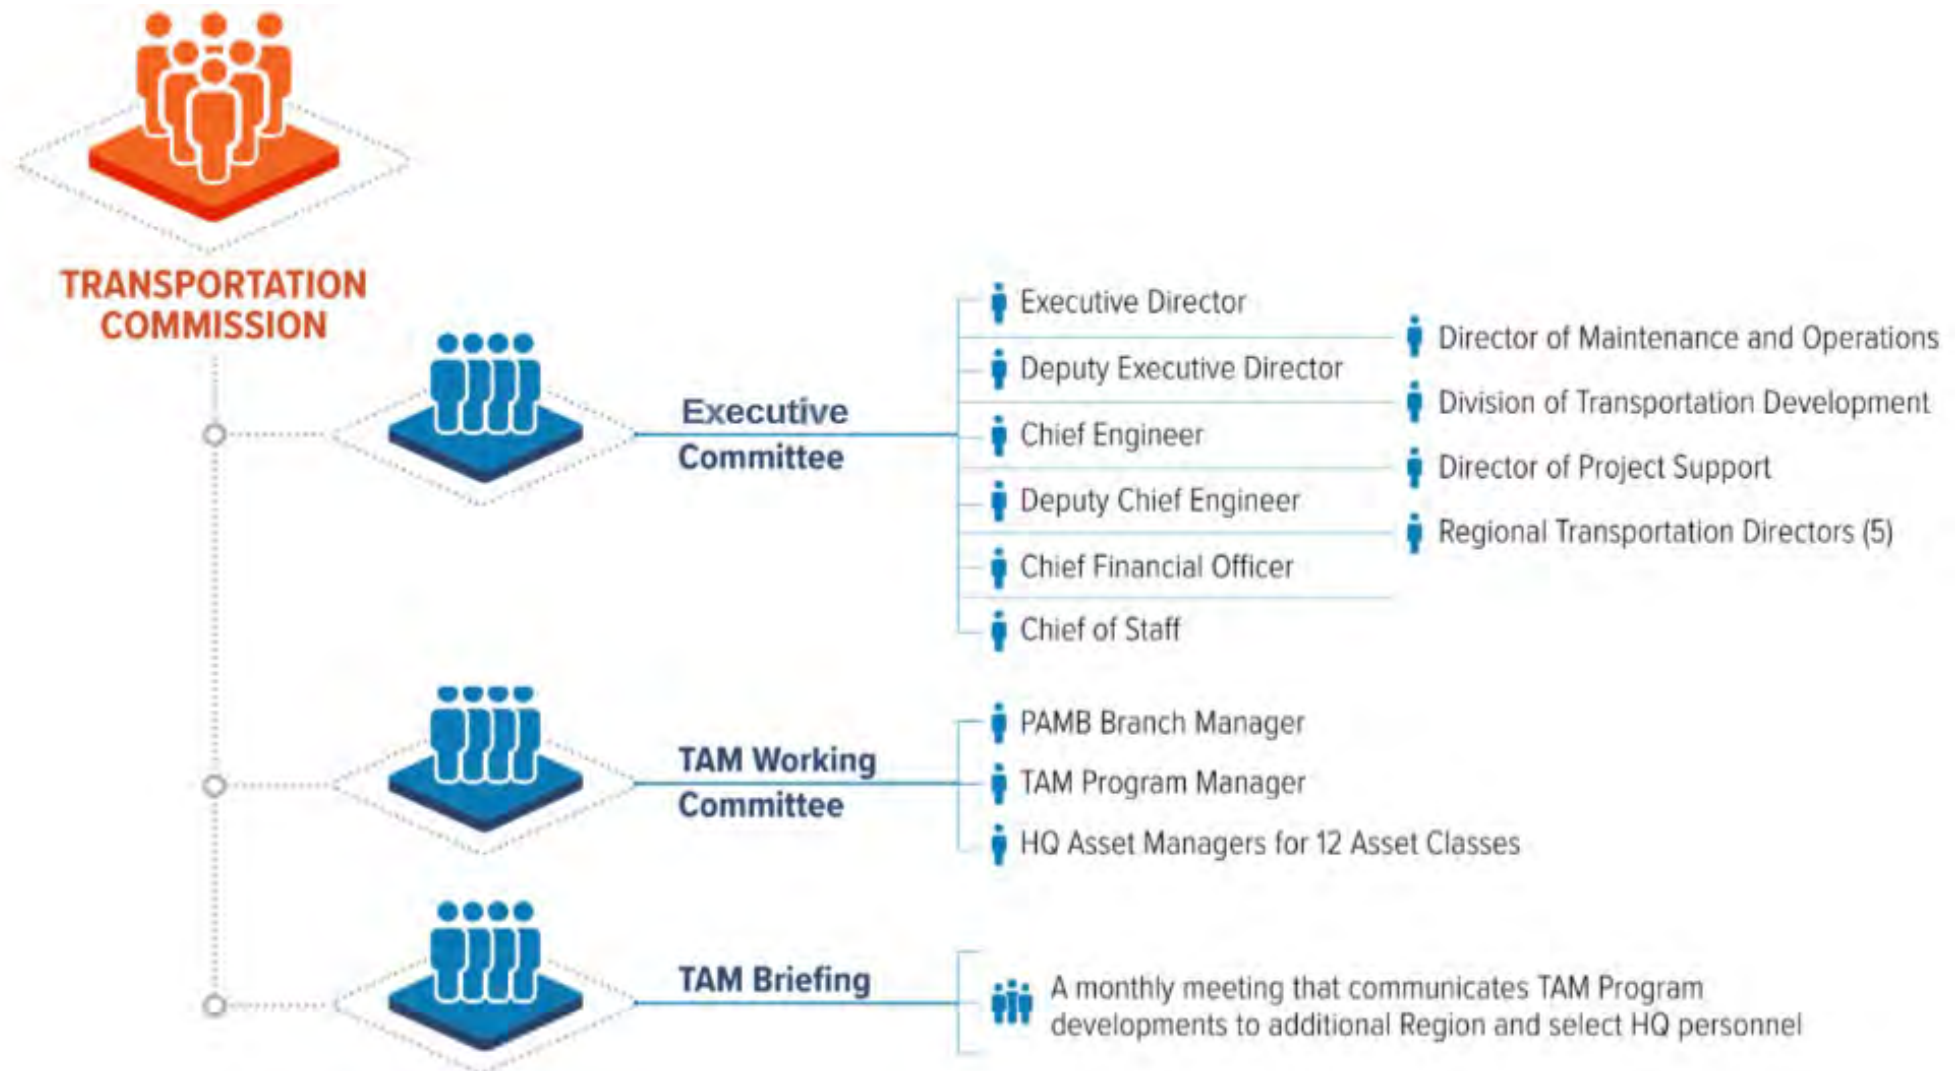 TRANSPORTATION
COMMISSION
Executive
Committee
Executive Director
Deputy Executive Director
Chief Engineer
Deputy Chief Engineer
Chief Financial Officer
Chief of Staff
Director of Maintenance and Operations
Division of Transportation Development
Director of Project Support
Regional Transportation Directors (5)
TAM Working
Committee
PAMB Branch Manager
TAM Program Manager
HQ Asset Managers for 12 Asset Classes
TAM Briefing
A monthly meeting that communicates TAM Program
developments to additional Region and select HQ personnel